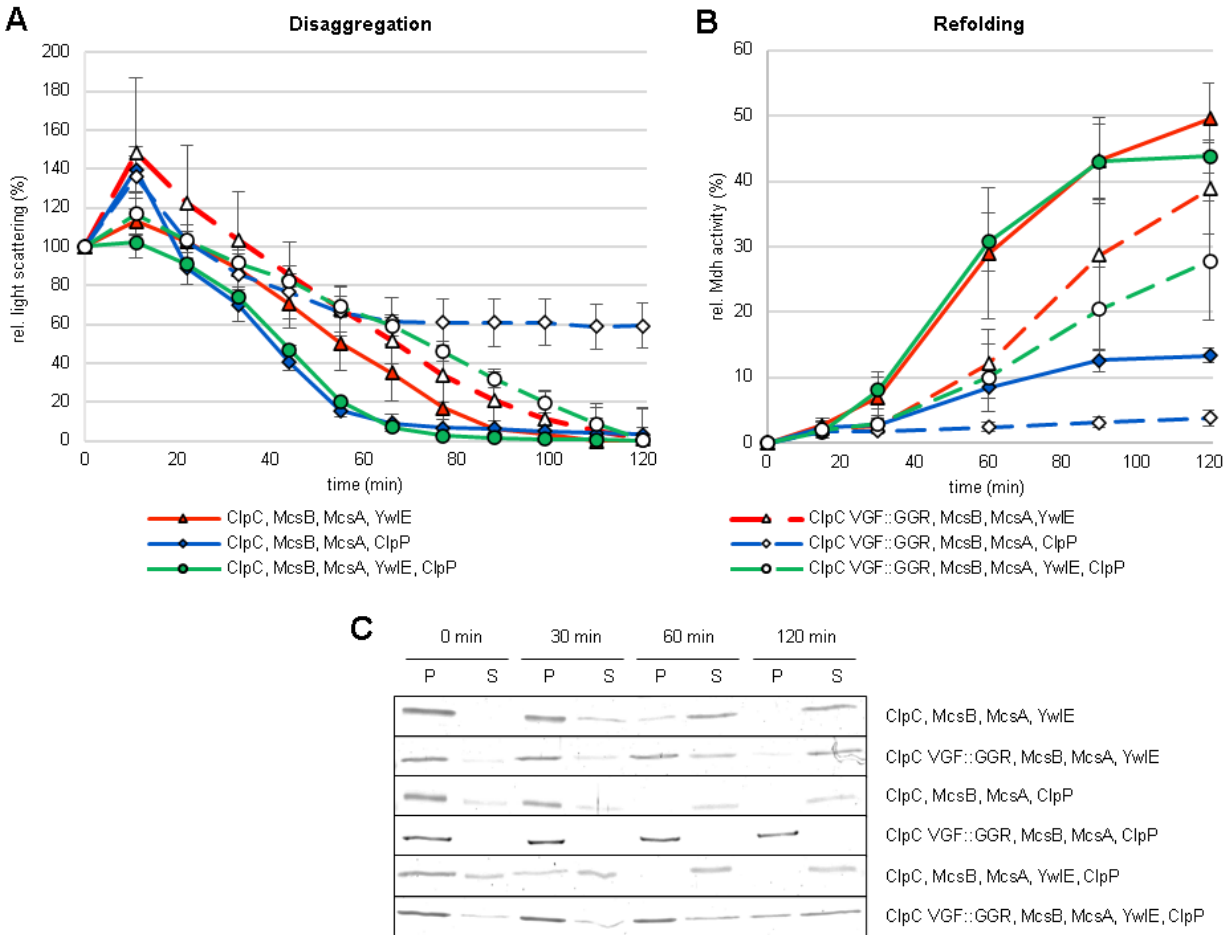 A
Disaggregation
rel. light scattering (%)
200
180
160
140
120
100
80
60
40
20
0
0
20
40
60
80
100
120
time (min)
B
Refolding
rel. Mdh activity (%)
60
50
40
30
20
10
0
0
20
40
60
80
100
120
time (min)
ClpC, McsB, McsA, YwlE
ClpC, McsB, McsA, ClpP
ClpC, McsB, McsA, YwlE, ClpP
ClpC VGF::GGR, McsB, McsA,YwlE
ClpC VGF::GGR, McsB, McsA, ClpP
ClpC VGF::GGR, McsB, McsA, YwlE, ClpP
C
0 min 30 min 60 min 120 min
P S P S P S P S
ClpC, McsB, McsA, YwlE
ClpC VGF::GGR, McsB, McsA, YwlE
ClpC, McsB, McsA, ClpP
ClpC VGF::GGR, McsB, McsA, ClpP
ClpC, McsB, McsA, YwlE, ClpP
ClpC VGF::GGR, McsB, McsA, YwlE, ClpP